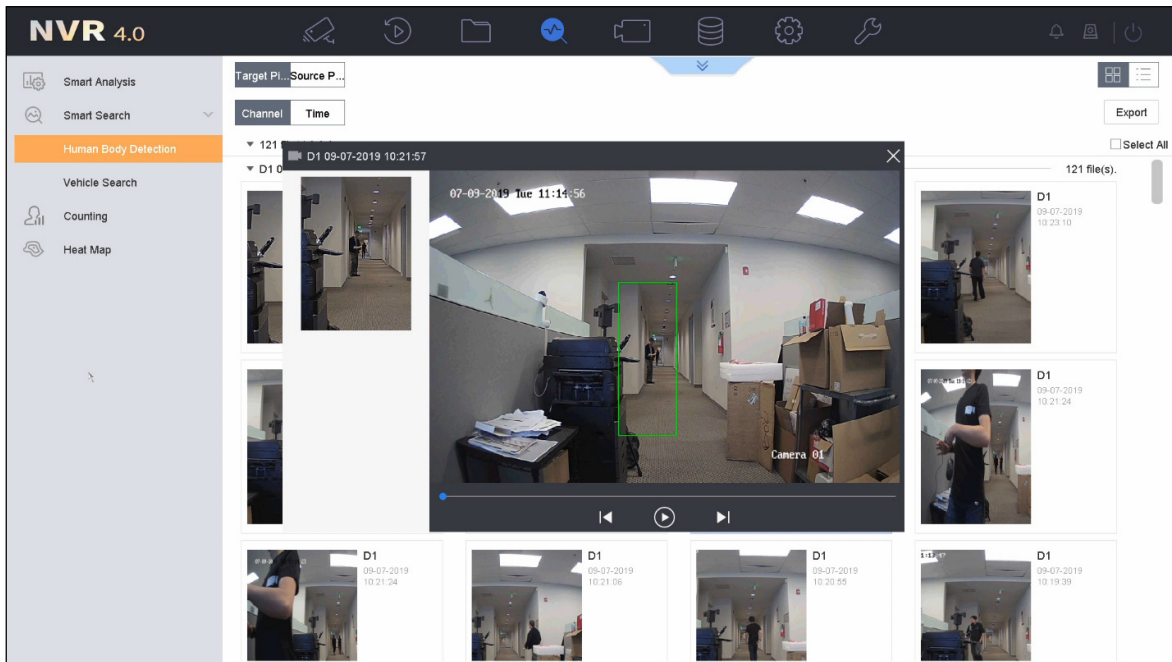 NVR 4.0
Smart Analysis
Smart Search
Human Body Detection
Vehicle Search
Counting
Heat Map
Target Pi... Source P...
Channel Time
Export
121
Select All
D1 0
121 file(s).
D1 09-07-2019 10:21:57
07-09-2019 Tue 11:14:56
Camera 01
D1
09-07-2019
10:23:10
D1
09-07-2019
10:21:24
D1
09-07-2019
10:21:24
D1
09-07-2019
10:21:06
D1
09-07-2019
10:20:55
D1
09-07-2019
10:19:39